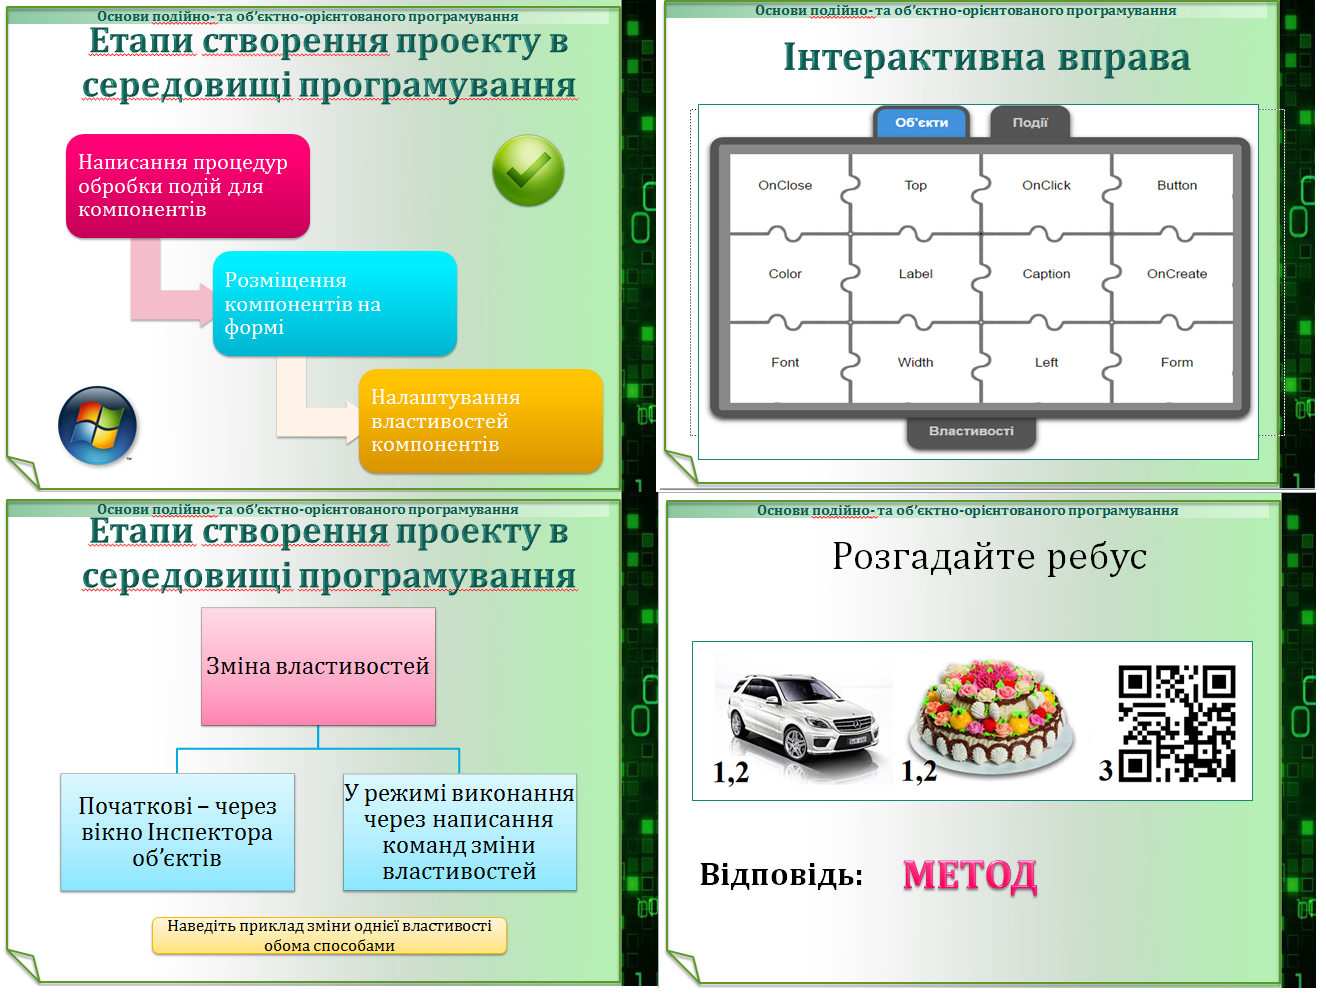 Основи подійно- та об’єктно-орієнтованого програмування
Етапи створення проекту в
середовищі програмування
Написання процедур
обробки подій для
компонентів
Розміщення
компонентів на
формі
Налаштування
властивостей
компонентів
Основи подійно- та об’єктно-орієнтованого програмування
Інтерактивна вправа
Об'єкти Події
OnClose Top OnClick Button
Color Label Caption OnCreate
Font Width Left Form
Властивості
Основи подійно- та об’єктно-орієнтованого програмування
Етапи створення проекту в
середовищі програмування
Зміна властивостей
Початкові – через
вікно Інспектора
об’єктів
У режимі виконання
через написання
команд зміни
властивостей
Наведіть приклад зміни однієї властивості
обома способами
Основи подійно- та об’єктно-орієнтованого програмування
Розгадайте ребус
1,2 1,2 3
Відповідь: МЕТОД